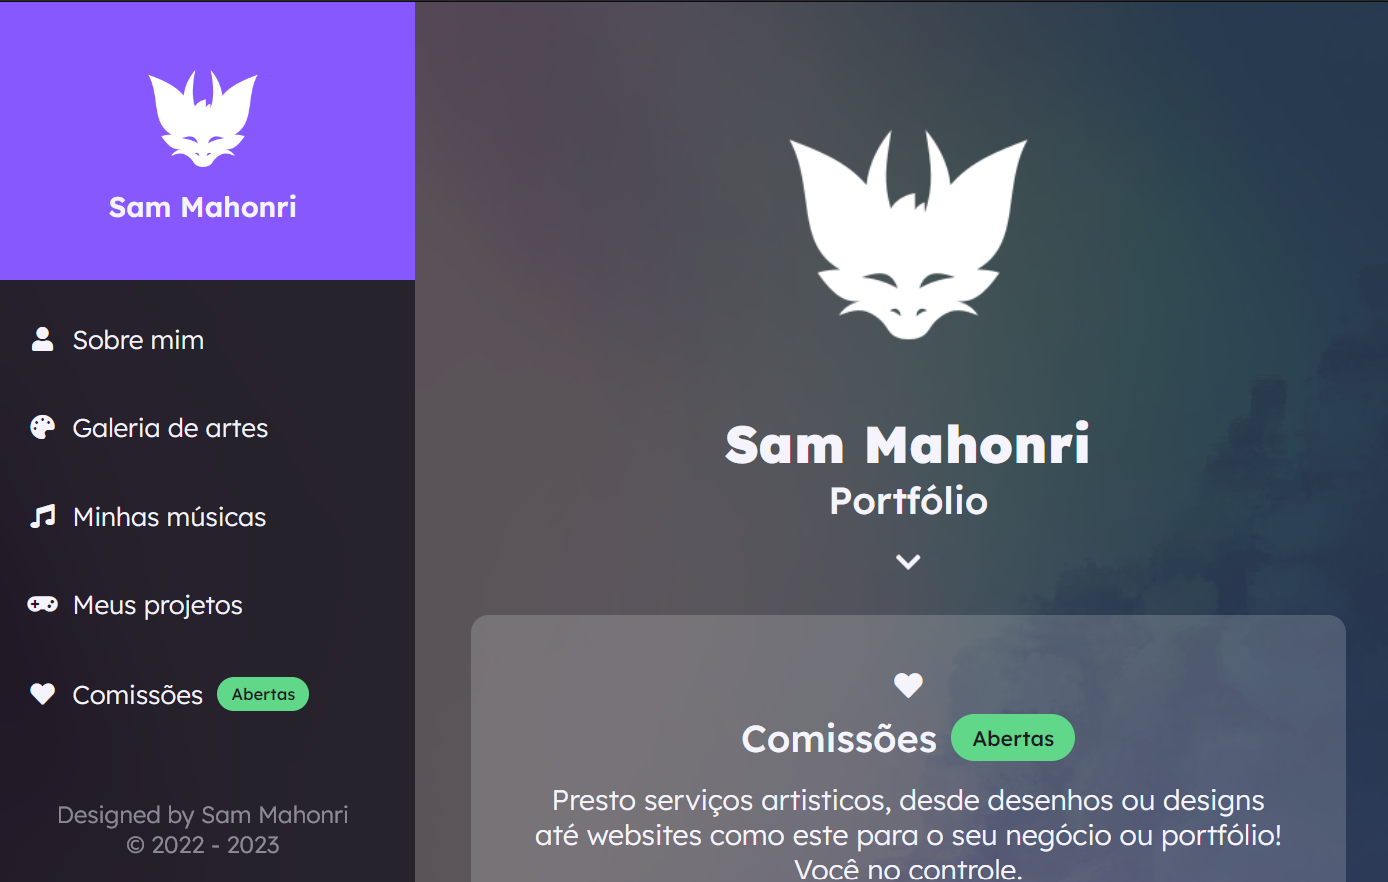 Sam Mahonri
Sobre mim
Galeria de artes
Minhas músicas
Meus projetos
Comissões Abertas
Designed by Sam Mahonri
© 2022 - 2023
Sam Mahonri
Portfólio
Comissões Abertas
Presto serviços artisticos, desde desenhos ou designs
até websites como este para o seu negócio ou portfólio!
Você no controle.